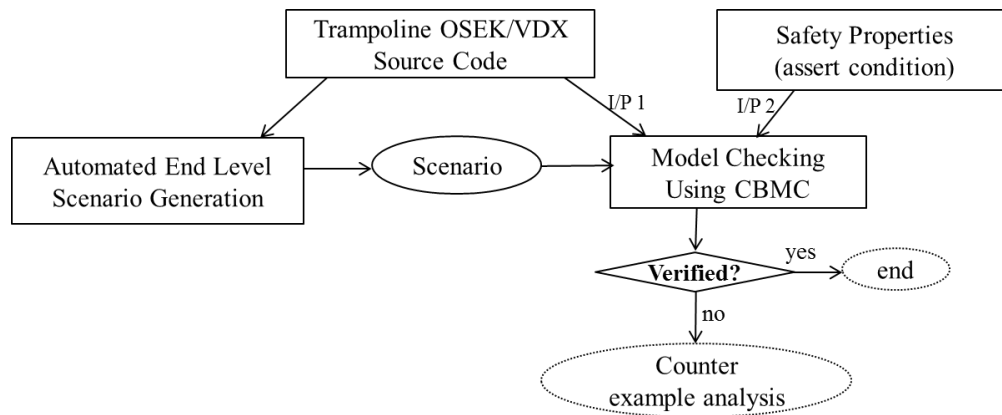 Trampoline OSEK/VDX
Source Code
Safety Properties
(assert condition)
I/P 1
I/P 2
Automated End Level
Scenario Generation
Scenario
Model Checking
Using CBMC
Verified?
yes
end
no
Counter
example analysis